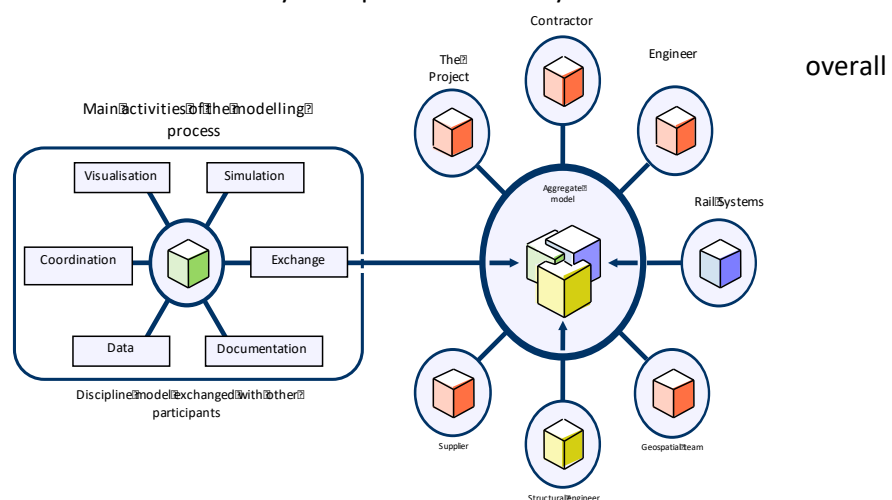 Contractor
The
Project
Engineer
overall
Main activities of the modelling
process
Visualisation
Simulation
Aggregate
model
Rail Systems
Coordination
Exchange
Data
Documentation
Discipline model exchanged with other
participants
Supplier
Geospatial team
Structural engineer